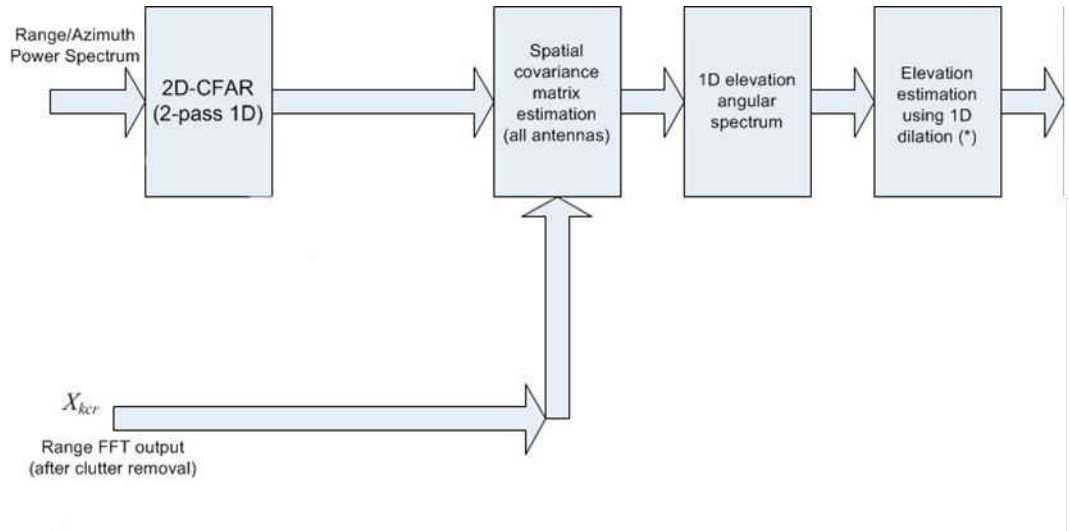 Range/Azimuth
Power Spectrum
2D-CFAR
(2-pass 1D)
Spatial
covariance
matrix
estimation
(all antennas)
1D elevation
angular
spectrum
Elevation
estimation
using 1D
dilation (*)
Xkcr
Range FFT output
(after clutter removal)